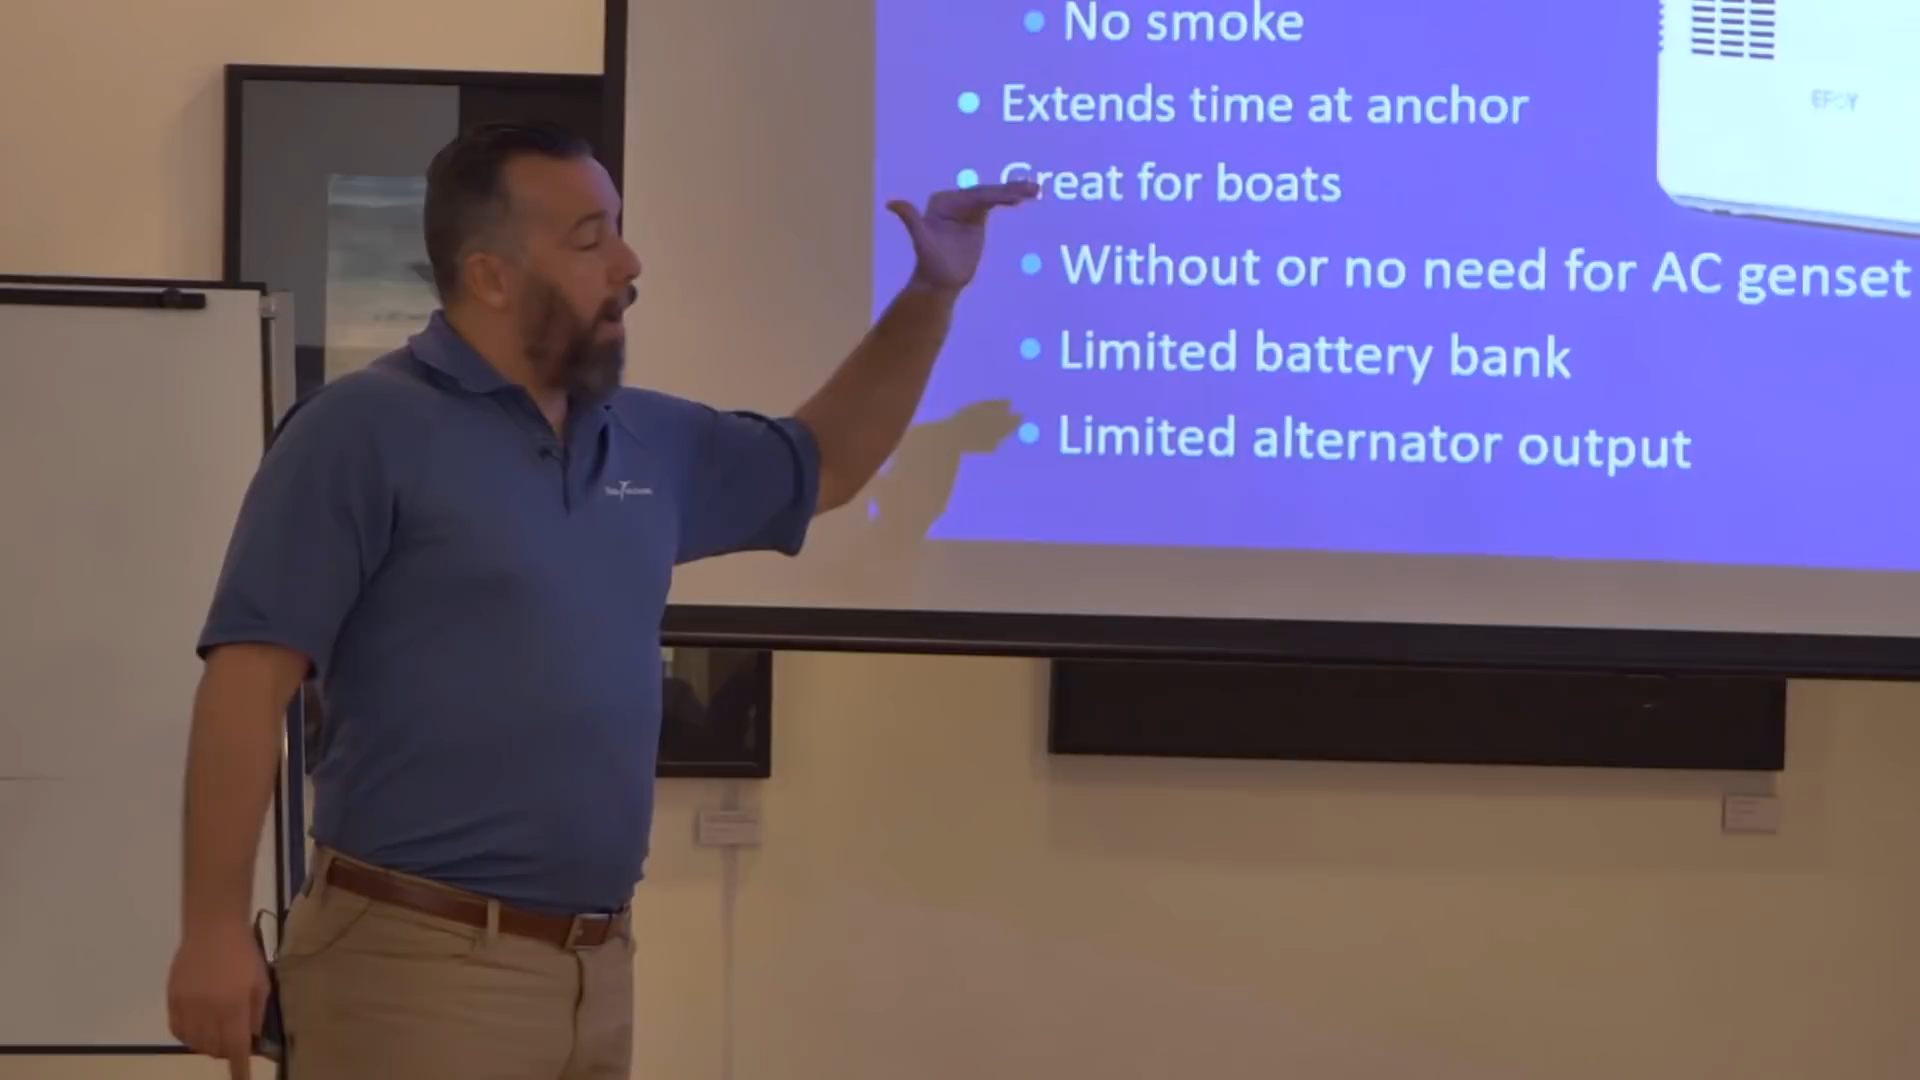 No smoke
Extends time at anchor
Great for boats
Without or no need for AC genset
Limited battery bank
Limited alternator output
EFOY